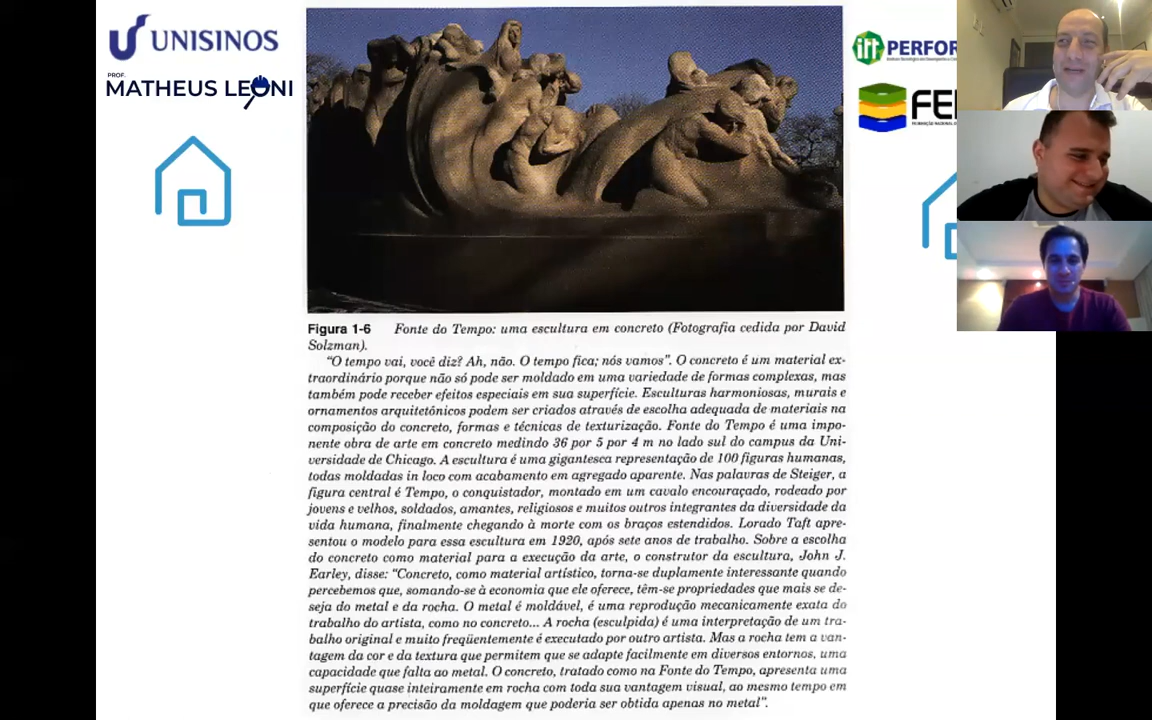 UNISINOS
PROF.
MATHEUS LEONI
itt PERFOR
FE
Figura 1-6 Fonte do Tempo: uma escultura em concreto (Fotografia cedida por David
Solzman).
"O tempo vai, você diz? Ah, não. O tempo fica; nós vamos". O concreto é um material ex-
traordinário porque não só pode ser moldado em uma variedade de formas complexas, mas
também pode receber efeitos especiais em sua superfície. Esculturas harmoniosas, murais e
ornamentos arquitetônicos podem ser criados através de escolha adequada de materiais na
composição do concreto, formas e técnicas de texturização. Fonte do Tempo é uma impo-
nente obra de arte em concreto medindo 36 por 5 por 4 m no lado sul do campus da Uni-
versidade de Chicago. A escultura é uma gigantesca representação de 100 figuras humanas,
todas moldadas in loco com acabamento em agregado aparente. Nas palavras de Steiger, a
figura central é Tempo, o conquistador, montado em um cavalo encouraçado, rodeado por
jovens e velhos, soldados, amantes, religiosos e muitos outros integrantes da diversidade da
vida humana, finalmente chegando à morte com os braços estendidos. Lorado Taft apre-
sentou o modelo para essa escultura em 1920, após sete anos de trabalho. Sobre a escolha
do concreto como material para a execução da arte, o construtor da escultura, John J.
Earley, disse: "Concreto, como material artístico, torna-se duplamente interessante quando
percebemos que, somando-se à economia que ele oferece, têm-se propriedades que mais se de-
seja do metal e da rocha. O metal é moldável, é uma reprodução mecanicamente exata do
trabalho do artista, como no concreto... A rocha (esculpida) é uma interpretação de um tra-
balho original e muito freqüentemente é executado por outro artista. Mas a rocha tem a van-
tagem da cor e da textura que permitem que se adapte facilmente em diversos entornos, uma
capacidade que falta ao metal. O concreto, tratado como na Fonte do Tempo, apresenta uma
superfície quase inteiramente em rocha com toda sua vantagem visual, ao mesmo tempo em
que oferece a precisão da moldagem que poderia ser obtida apenas no metal".